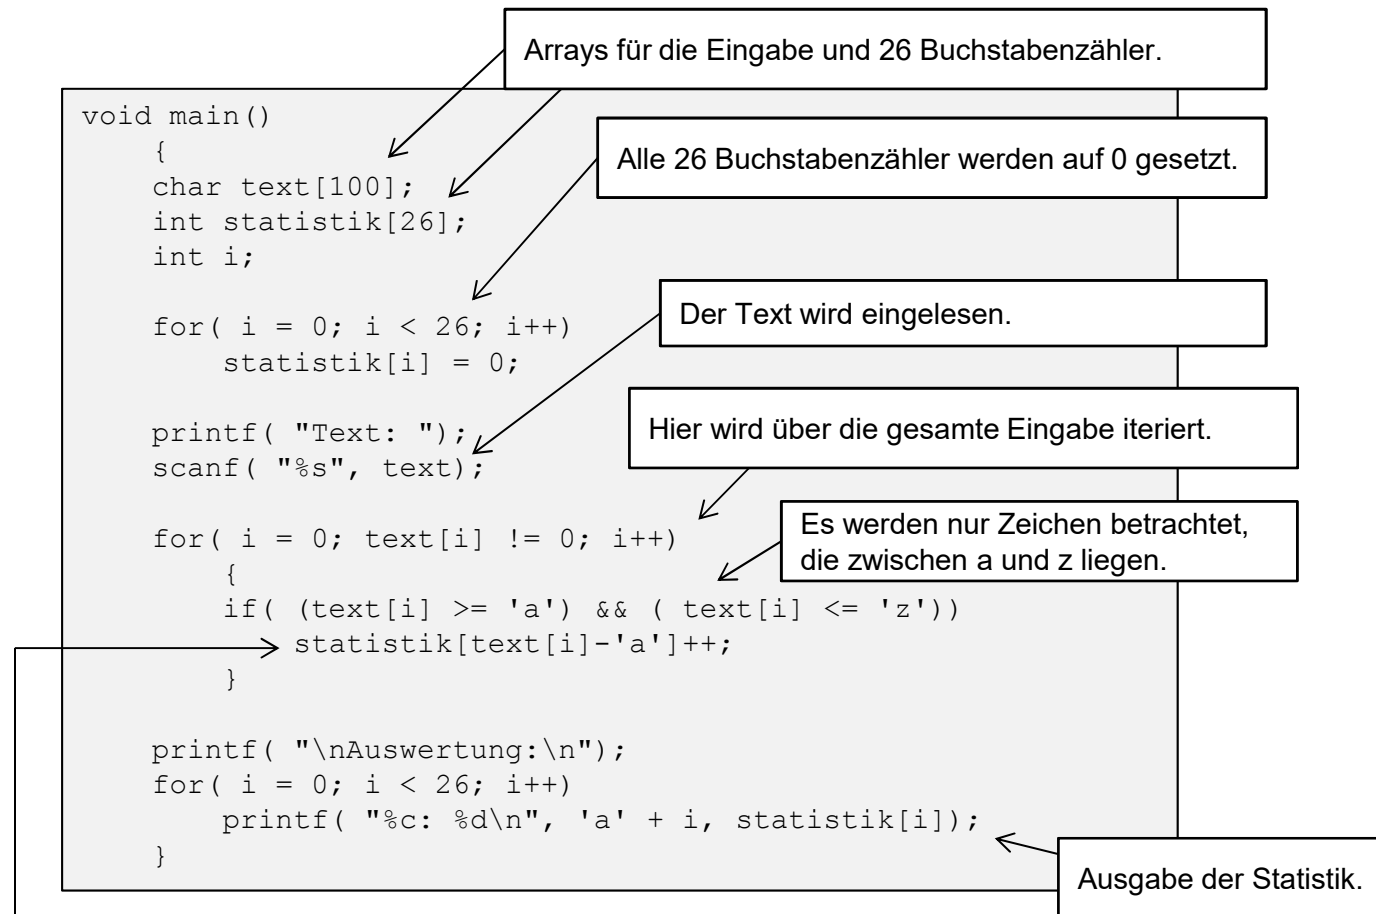 Arrays für die Eingabe und 26 Buchstabenzähler.
void main()
{
Alle 26 Buchstabenzähler werden auf 0 gesetzt.
char text[100];
int statistik[26];
int i;
Der Text wird eingelesen.
for( i = 0; i < 26; i++)
statistik[i] = 0;
Hier wird über die gesamte Eingabe iteriert.
printf( "Text: ");
scanf( "%s", text);
Es werden nur Zeichen betrachtet,
die zwischen a und z liegen.
for( i = 0; text[i] != 0; i++)
{
if( (text[i] >= 'a') && ( text[i] <= 'z'))
statistik[text[i]-'a']++;
}
printf( "\nAuswertung:\n");
for( i = 0; i < 26; i++)
printf( "%c: %d\n", 'a' + i, statistik[i]);
}
Ausgabe der Statistik.